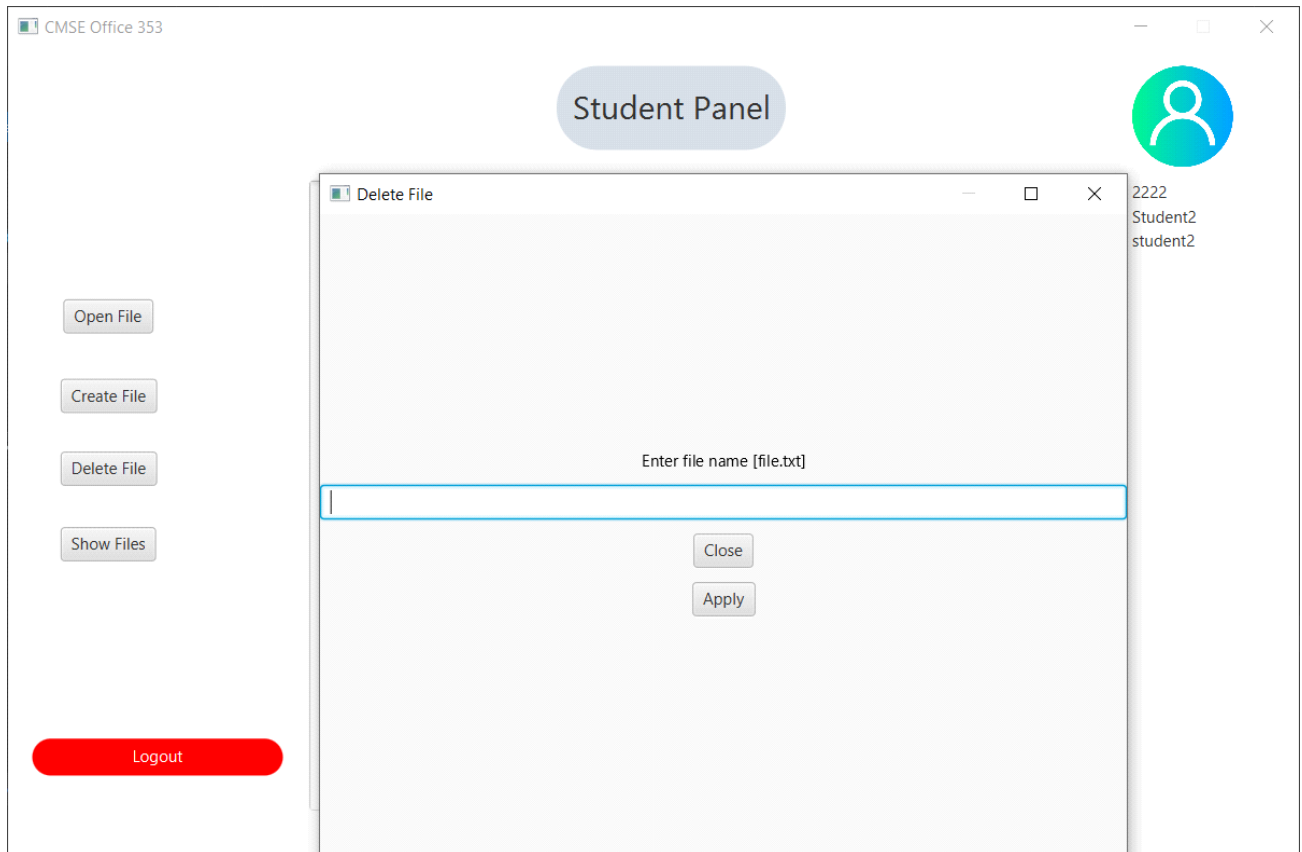 CMSE Office 353
Student Panel
Delete File
2222
Student2
student2
Open File
Create File
Delete File
Show Files
Enter file name [file.txt]
Close
Apply
Logout